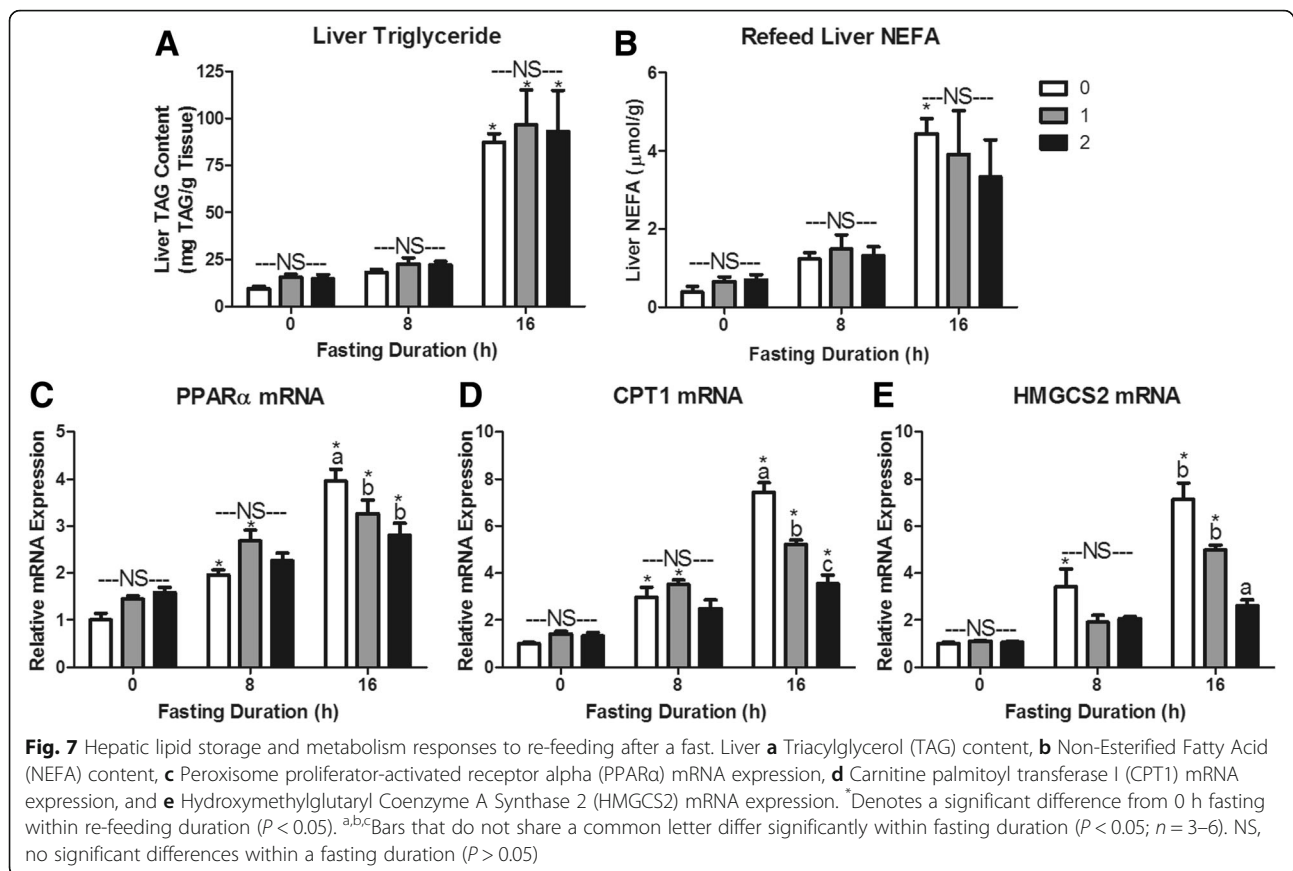 A
Liver Triglyceride
Liver TAG Content
(mg TAG/g Tissue)
125
100
75
50
25
0
---NS---
---NS---
---NS---
* * *
0 8 16
Fasting Duration (h)
B
Refeed Liver NEFA
Liver NEFA (μmol/g)
6
4
2
0
---NS---
---NS---
---NS---
*
0 8 16
Fasting Duration (h)
0
1
2
C
PPARα mRNA
Relative mRNA Expression
5
4
3
2
1
0
---NS---
---NS---
* *
* * *
a b b
0 8 16
Fasting Duration (h)
D
CPT1 mRNA
Relative mRNA Expression
10
8
6
4
2
0
---NS---
---NS---
* *
* * *
a b c
0 8 16
Fasting Duration (h)
E
HMGCS2 mRNA
Relative mRNA Expression
10
8
6
4
2
0
---NS---
---NS---
*
* *
b b a
0 8 16
Fasting Duration (h)
Fig. 7 Hepatic lipid storage and metabolism responses to re-feeding after a fast. Liver a Triacylglycerol (TAG) content, b Non-Esterified Fatty Acid
(NEFA) content, c Peroxisome proliferator-activated receptor alpha (PPARα) mRNA expression, d Carnitine palmitoyl transferase I (CPT1) mRNA
expression, and e Hydroxymethylglutaryl Coenzyme A Synthase 2 (HMGCS2) mRNA expression. *Denotes a significant difference from 0 h fasting
within re-feeding duration (P < 0.05). a,b,cBars that do not share a common letter differ significantly within fasting duration (P < 0.05; n = 3–6). NS,
no significant differences within a fasting duration (P > 0.05)